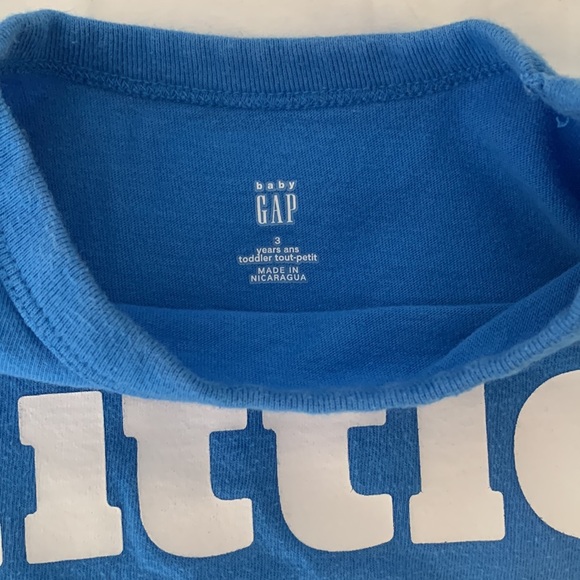 baby
GAP
3
years ans
toddler tout-petit
MADE IN
NICARAGUA